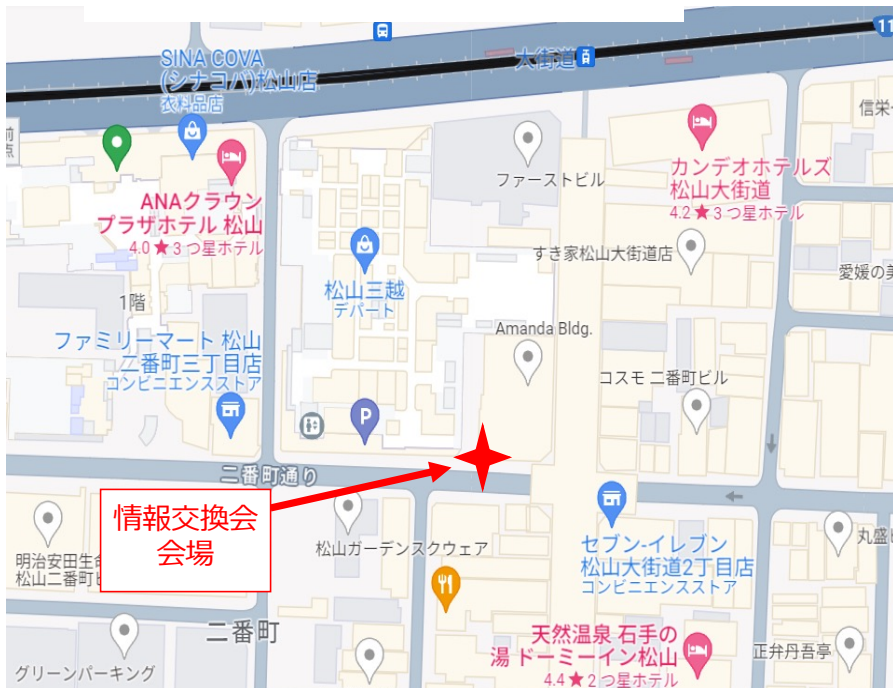 11
SINA COVA
(シナコバ)松山店
衣料品店
大街道
前
点
信栄
ファーストビル
カンデオホテルズ
松山大街道
4.2★3つ星ホテル
ANAクラウン
プラザホテル 松山
4.0★3つ星ホテル
すき家松山大街道店
愛媛の美
松山三越
デパート
1階
Amanda Bldg.
ファミリーマート 松山
二番町三丁目店
コンビニエンスストア
コスモ 二番町ビル
P
二番町通り
情報交換会
会場
セブン-イレブン
松山大街道2丁目店
コンビニエンスストア
丸盛
松山ガーデンスクウェア
明治安田生命
松山二番町ビ
二番町
天然温泉 石手の
湯 ドーミーイン松山
4.4★2つ星ホテル
正弁丹吾亭
グリーンパーキング